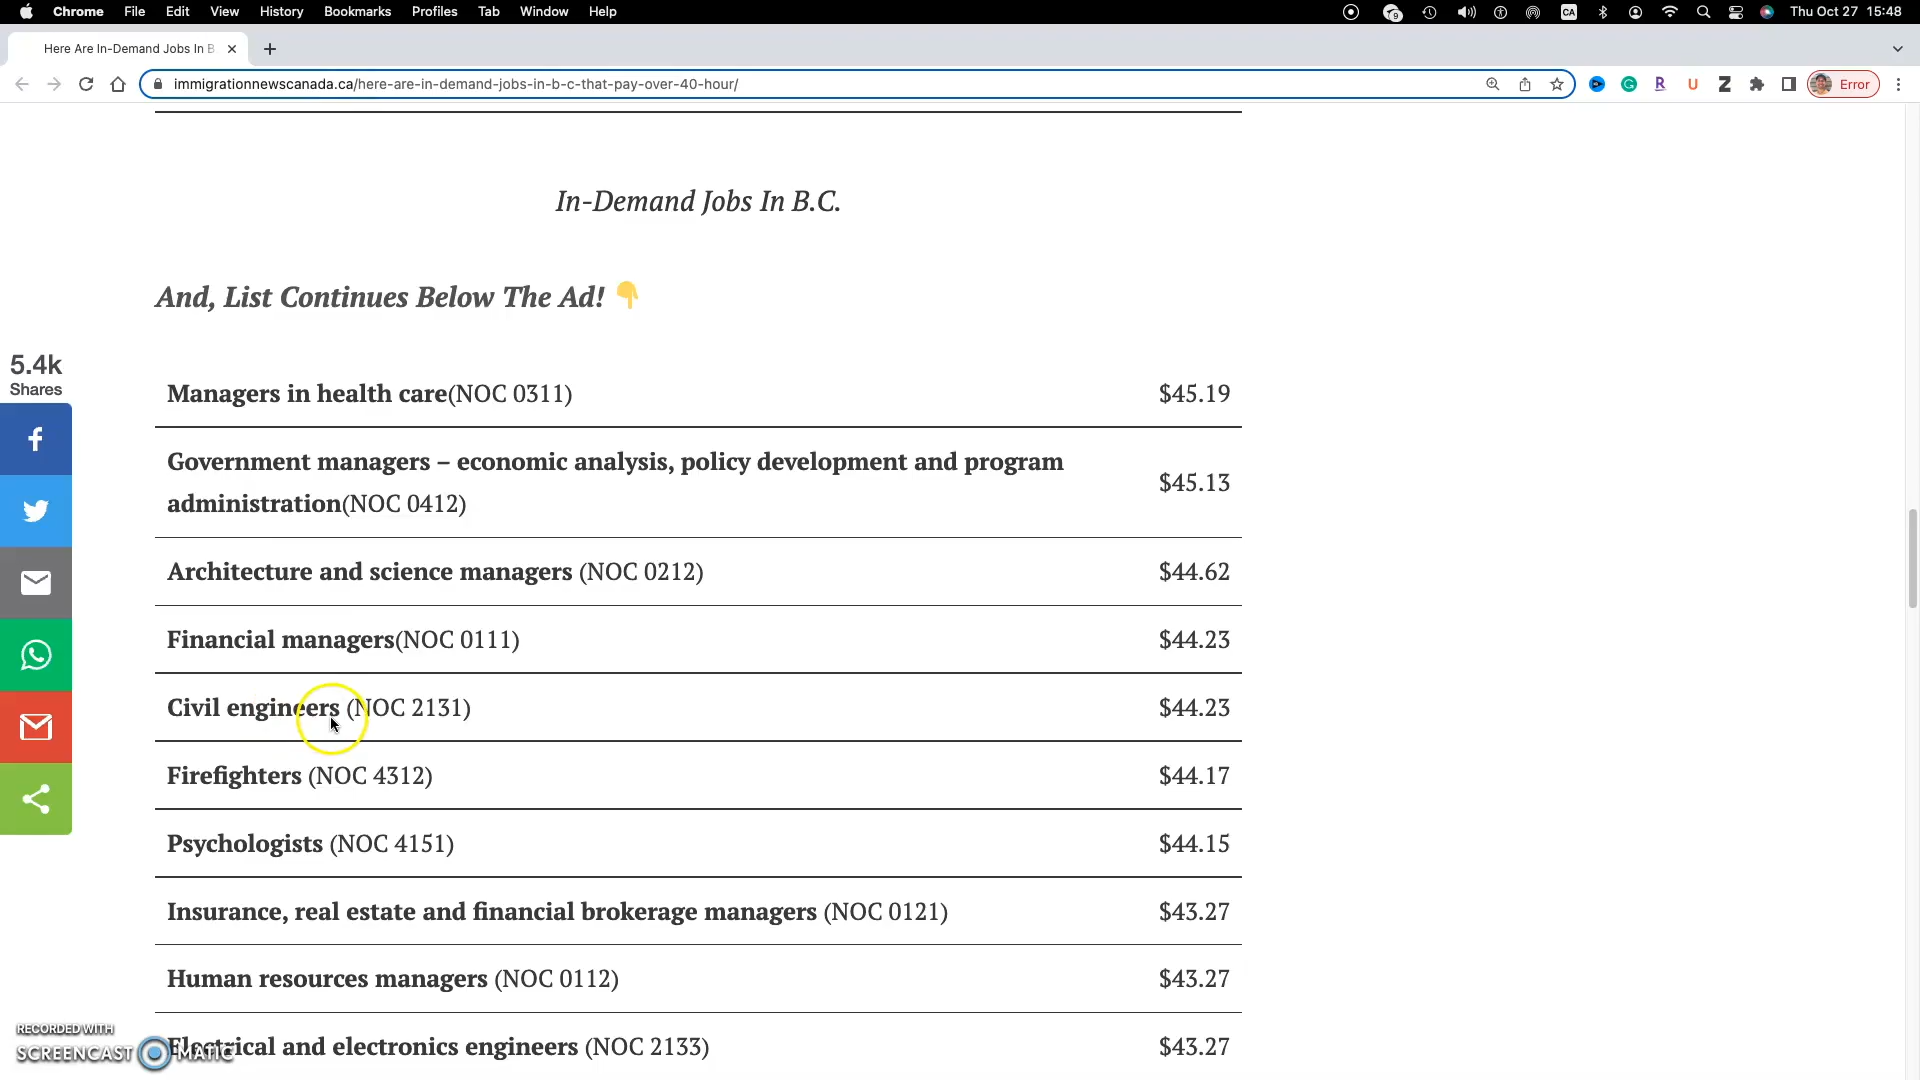 Chrome File Edit View History Bookmarks Profiles Tab Window Help
9 CA Thu Oct 27 15:48
Here Are In-Demand Jobs In B
immigrationnewscanada.ca/here-are-in-demand-jobs-in-b-c-that-pay-over-40-hour/
R U Z Error
In-Demand Jobs In B.C.
And, List Continues Below The Ad! 👇
5.4k
Shares
Managers in health care(NOC 0311) $45.19
Government managers – economic analysis, policy development and program
administration(NOC 0412) $45.13
Architecture and science managers (NOC 0212) $44.62
Financial managers(NOC 0111) $44.23
Civil engineers (NOC 2131) $44.23
Firefighters (NOC 4312) $44.17
Psychologists (NOC 4151) $44.15
Insurance, real estate and financial brokerage managers (NOC 0121) $43.27
Human resources managers (NOC 0112) $43.27
Electrical and electronics engineers (NOC 2133) $43.27
RECORDED WITH
SCREENCAST MATIC